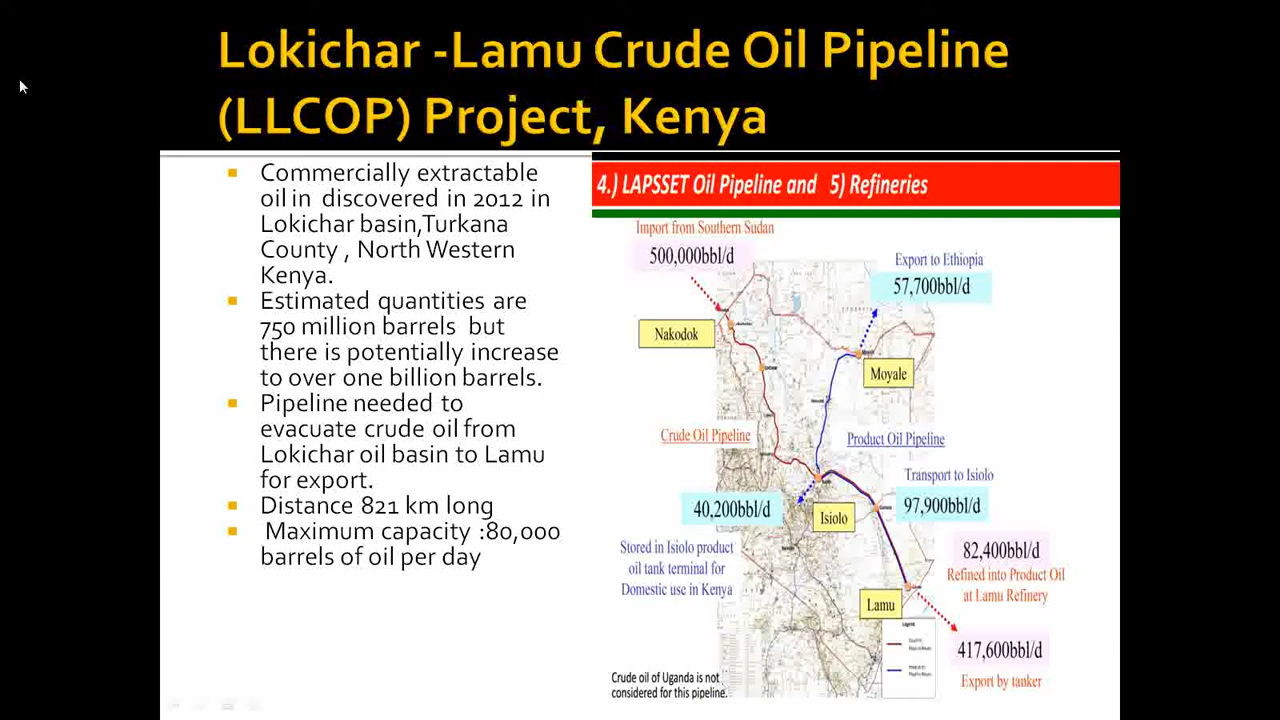 Lokichar -Lamu Crude Oil Pipeline
(LLCOP) Project, Kenya
Commercially extractable
oil in discovered in 2012 in
Lokichar basin,Turkana
County , North Western
Kenya.
Estimated quantities are
750 million barrels but
there is potentially increase
to over one billion barrels.
Pipeline needed to
evacuate crude oil from
Lokichar oil basin to Lamu
for export.
Distance 821 km long
Maximum capacity :80,000
barrels of oil per day
4.) LAPSSET Oil Pipeline and 5) Refineries
Import from Southern Sudan
500,000bbl/d
Export to Ethiopia
57,700bbl/d
Nakodok
Moyale
Crude Oil Pipeline
Product Oil Pipeline
Transport to Isiolo
97,900bbl/d
40,200bbl/d
Isiolo
Stored in Isiolo product
oil tank terminal for
Domestic use in Kenya
82,400bbl/d
Refined into Product Oil
at Lamu Refinery
Lamu
417,600bbl/d
Export by tanker
Crude oil of Uganda is not
considered for this pipeline.